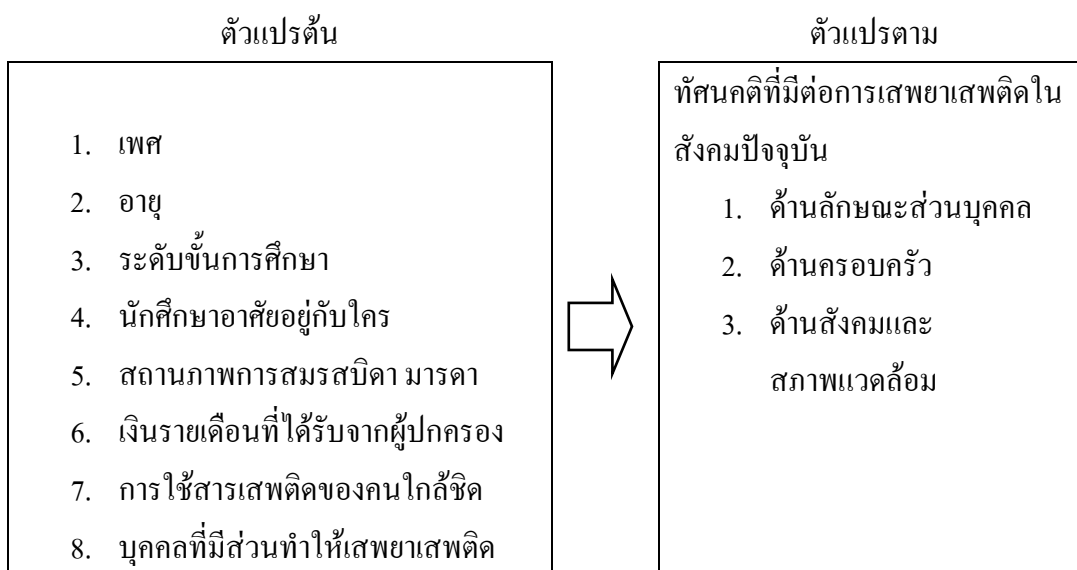 ตัวแปรต้น
1. เพศ
2. อายุ
3. ระดับขั้นการศึกษา
4. นักศึกษาอาศัยอยู่กับใคร
5. สถานภาพการสมรสบิดา มารดา
6. เงินรายเดือนที่ได้รับจากผู้ปกครอง
7. การใช้สารเสพติดของคนใกล้ชิด
8. บุคคลที่มีส่วนทำให้เสพยาเสพติด
ตัวแปรตาม
ทัศนคติที่มีต่อการเสพยาเสพติดใน
สังคมปัจจุบัน
1. ด้านลักษณะส่วนบุคคล
2. ด้านครอบครัว
3. ด้านสังคมและ
สภาพแวดล้อม